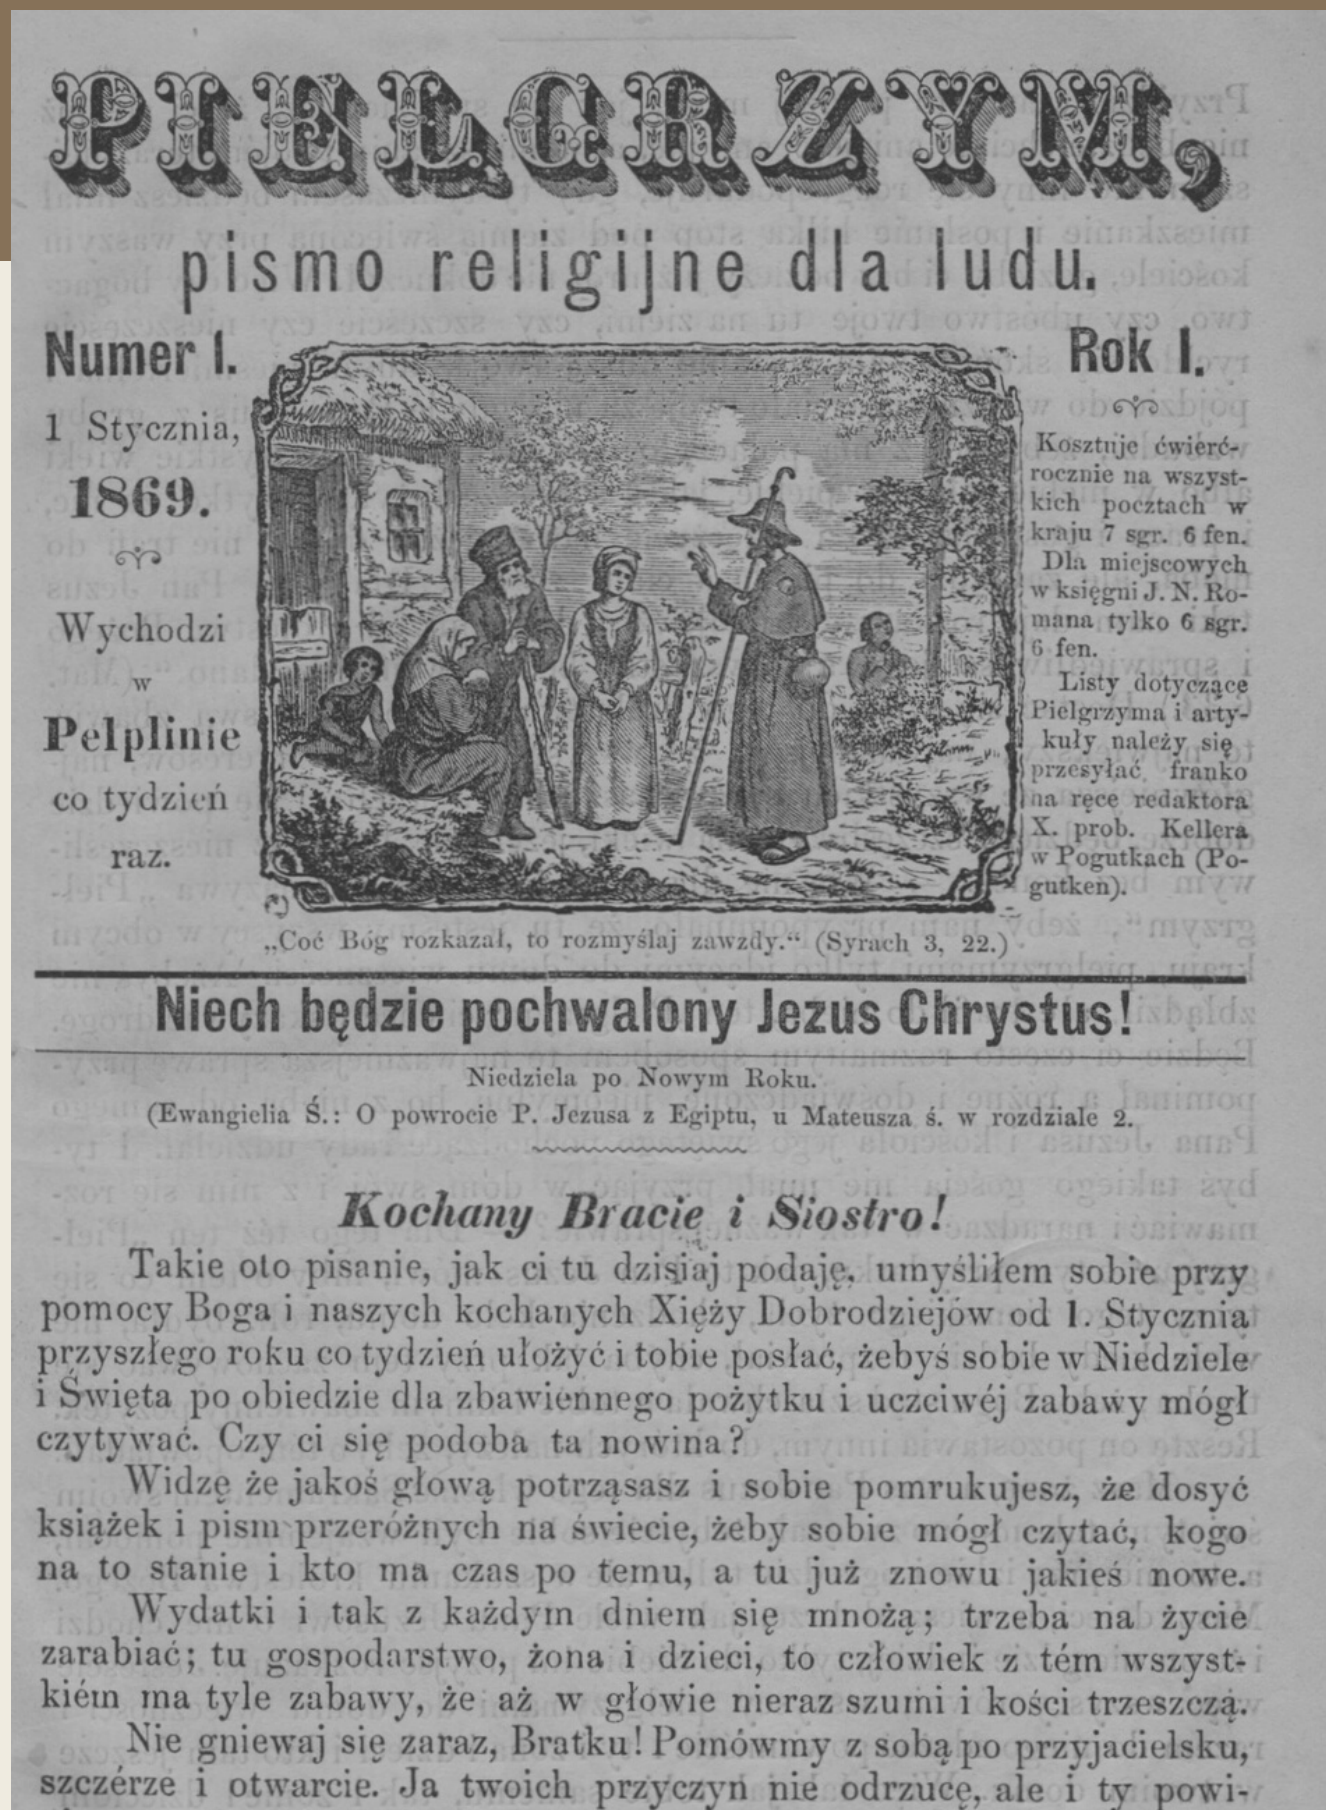 PIELGRZYM,
pismo religijne dla ludu.
Numer I.
1 Stycznia,
1869.
Wychodzi
w
Pelplinie
co tydzień
raz.
Rok I.
Kosztuje ćwierć-
rocznie na wszyst-
kich pocztach w
kraju 7 sgr. 6 fen.
Dla miejscowych
w księgni J. N. Ro-
mana tylko 6 sgr.
6 fen.
Listy dotyczące
Pielgrzyma i arty-
kuły należy się
przesyłać franko
na ręce redaktora
X. prob. Kellera
w Pogutkach (Po-
gutken).
„Coć Bóg rozkazał, to rozmyślaj zawzdy.“ (Syrach 3, 22.)
Niech będzie pochwalony Jezus Chrystus!
Niedziela po Nowym Roku.
(Ewangielia Ś.: O powrocie P. Jezusa z Egiptu, u Mateusza ś. w rozdziale 2.
Kochany Bracie i Siostro!
Takie oto pisanie, jak ci tu dzisiaj podaję, umyśliłem sobie przy
pomocy Boga i naszych kochanych Xięży Dobrodziejów od 1. Stycznia
przyszłego roku co tydzień ułożyć i tobie posłać, żebyś sobie w Niedziele
i Święta po obiedzie dla zbawiennego pożytku i uczciwéj zabawy mógł
czytywać. Czy ci się podoba ta nowina?
Widzę że jakoś głową potrząsasz i sobie pomrukujesz, że dosyć
książek i pism przeróżnych na świecie, żeby sobie mógł czytać, kogo
na to stanie i kto ma czas po temu, a tu już znowu jakieś nowe.
Wydatki i tak z każdym dniem się mnożą; trzeba na życie
zarabiać; tu gospodarstwo, żona i dzieci, to człowiek z tém wszyst-
kiém ma tyle zabawy, że aż w głowie nieraz szumi i kości trzeszczą.
Nie gniewaj się zaraz, Bratku! Pomówmy z sobą po przyjacielsku,
szczérze i otwarcie. Ja twoich przyczyn nie odrzucę, ale i ty powi-